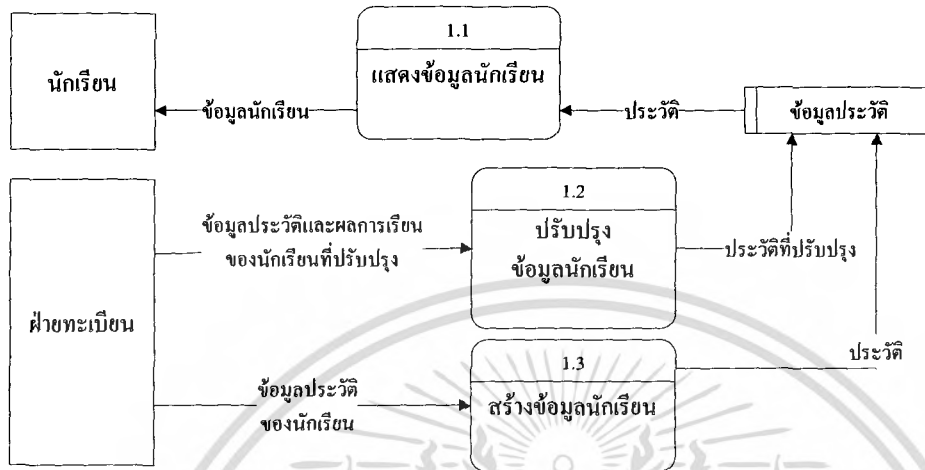 1.1
นักเรียน
แสดงข้อมูลนักเรียน
ข้อมูลนักเรียน
ประวัติ
ข้อมูลประวัติ
1.2
ข้อมูลประวัติและผลการเรียน
ของนักเรียนที่ปรับปรุง
ปรับปรุง
ข้อมูลนักเรียน
ประวัติที่ปรับปรุง
ฝ่ายทะเบียน
1.3
ข้อมูลประวัติ
ของนักเรียน
สร้างข้อมูลนักเรียน
ประวัติ